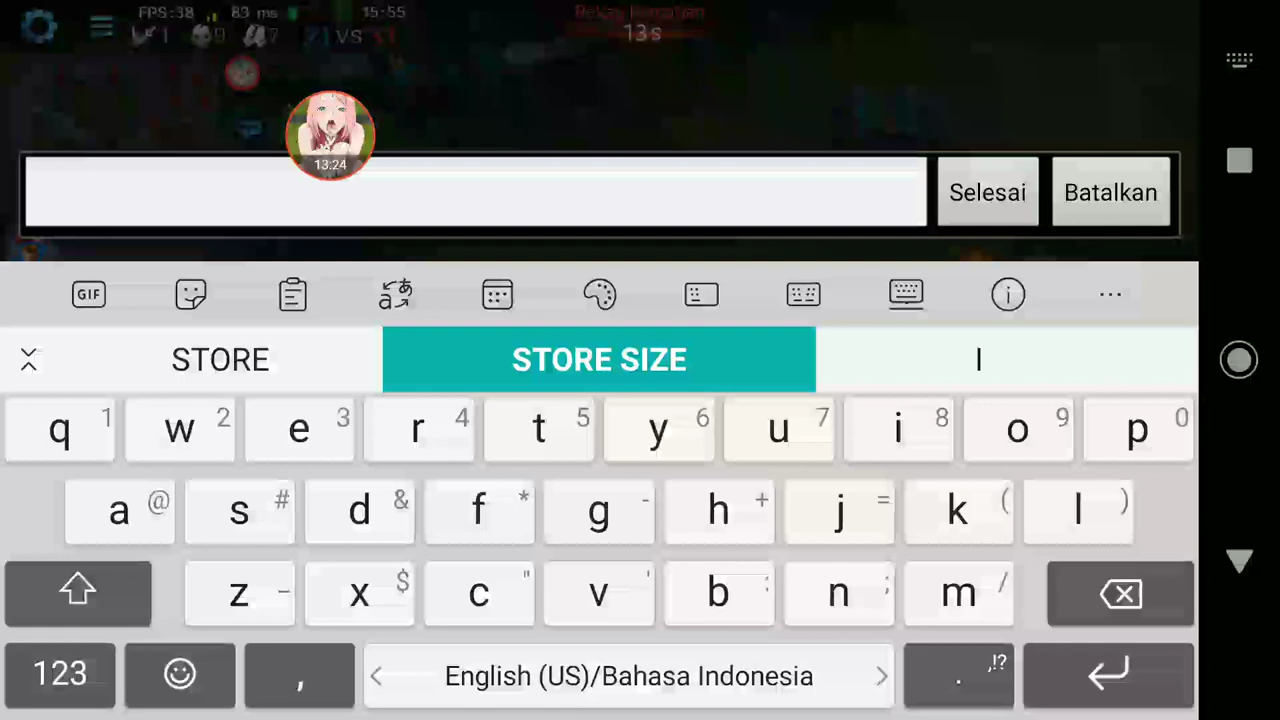 FPS:38 83 ms 15:55
VS
13s
13:24
Selesai Batalkan
GIF
STORE STORE SIZE I
q 1 w 2 e 3 r 4 t 5 y 6 u 7 i 8 o 9 p 0
a @ s # d & f * g - h + j = k ( l )
z _ x $ c " v ' b : n ; m /
123 , < English (US)/Bahasa Indonesia > . ,!?